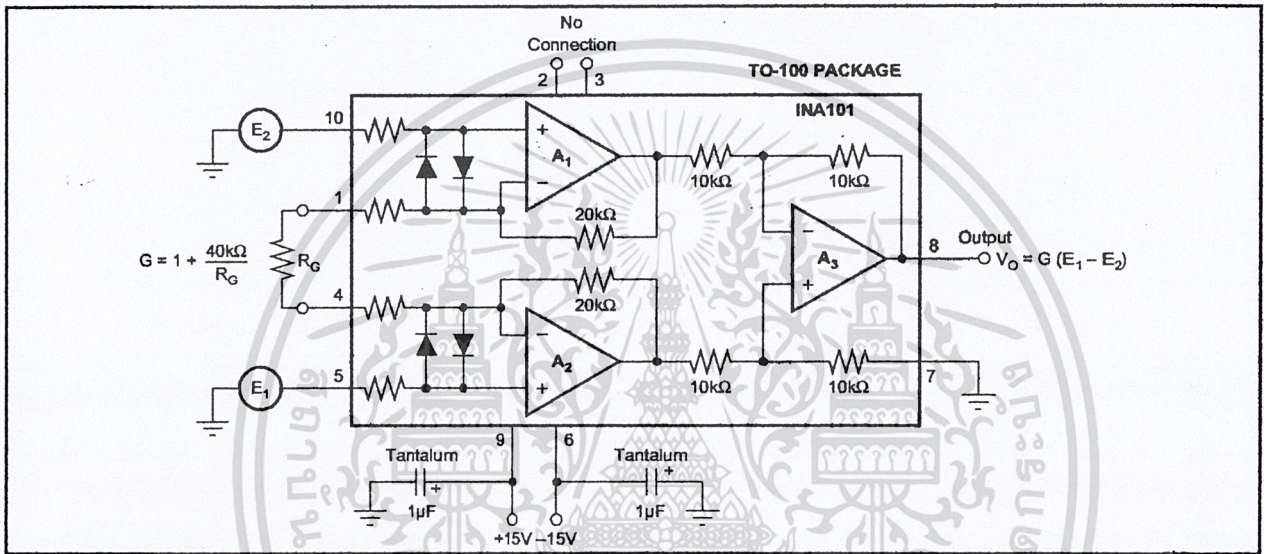 No
Connection
2
3
TO-100 PACKAGE
INA101
E2
10
+
A1
−
10kΩ
10kΩ
1
20kΩ
G = 1 + 40kΩ / RG
RG
−
A3
+
8
Output
VO = G (E1 − E2)
4
20kΩ
−
A2
+
10kΩ
10kΩ
7
E1
5
9
6
Tantalum
+
1µF
Tantalum
+
1µF
+15V −15V